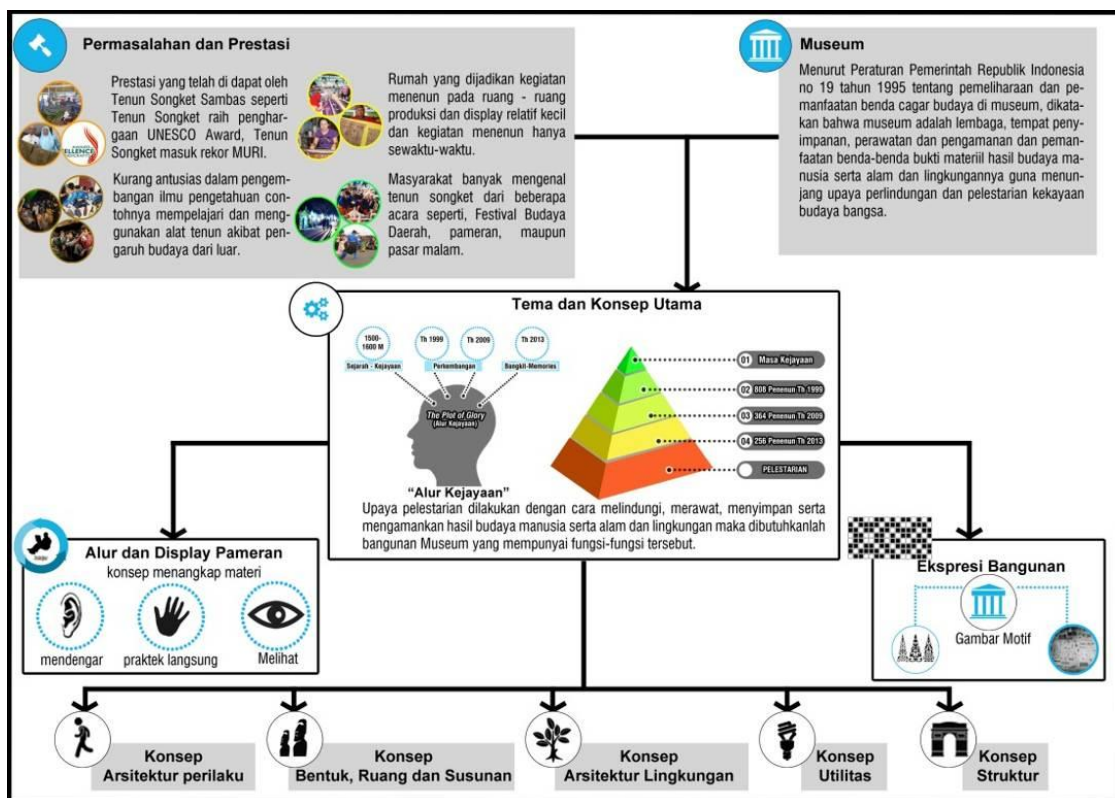 Permasalahan dan Prestasi
Prestasi yang telah di dapat oleh
Tenun Songket Sambas seperti
Tenun Songket raih penghar-
gaan UNESCO Award, Tenun
Songket masuk rekor MURI.
Kurang antusias dalam pengem-
bangan ilmu pengetahuan con-
tohnya mempelajari dan meng-
gunakan alat tenun akibat pen-
garuh budaya dari luar.
Rumah yang dijadikan kegiatan
menenun pada ruang - ruang
produksi dan display relatif kecil
dan kegiatan menenun hanya
sewaktu-waktu.
Masyarakat banyak mengenal
tenun songket dari beberapa
acara seperti, Festival Budaya
Daerah, pameran, maupun
pasar malam.
ELLENCE
Museum
Menurut Peraturan Pemerintah Republik Indonesia
no 19 tahun 1995 tentang pemeliharaan dan pe-
manfaatan benda cagar budaya di museum, dikata-
kan bahwa museum adalah lembaga, tempat peny-
impanan, perawatan dan pengamanan dan peman-
faatan benda-benda bukti materiil hasil budaya ma-
nusia serta alam dan lingkungannya guna menun-
jang upaya perlindungan dan pelestarian kekayaan
budaya bangsa.
Tema dan Konsep Utama
1500-
1600 M
Th 1999
Th 2009
Th 2013
Sejarah - Kejayaan
Perkembangan
Bangkit-Memories
The Plot of Glory
(Alur Kejayaan)
"Alur Kejayaan"
01 Masa Kejayaan
02 808 Penenun Th 1999
03 364 Penenun Th 2009
04 256 Penenun Th 2013
PELESTARIAN
Upaya pelestarian dilakukan dengan cara melindungi, merawat, menyimpan serta
mengamankan hasil budaya manusia serta alam dan lingkungan maka dibutuhkanlah
bangunan Museum yang mempunyai fungsi-fungsi tersebut.
Alur dan Display Pameran
konsep menangkap materi
mendengar
praktek langsung
Melihat
Ekspresi Bangunan
Gambar Motif
Konsep
Arsitektur perilaku
Konsep
Bentuk, Ruang dan Susunan
Konsep
Arsitektur Lingkungan
Konsep
Utilitas
Konsep
Struktur